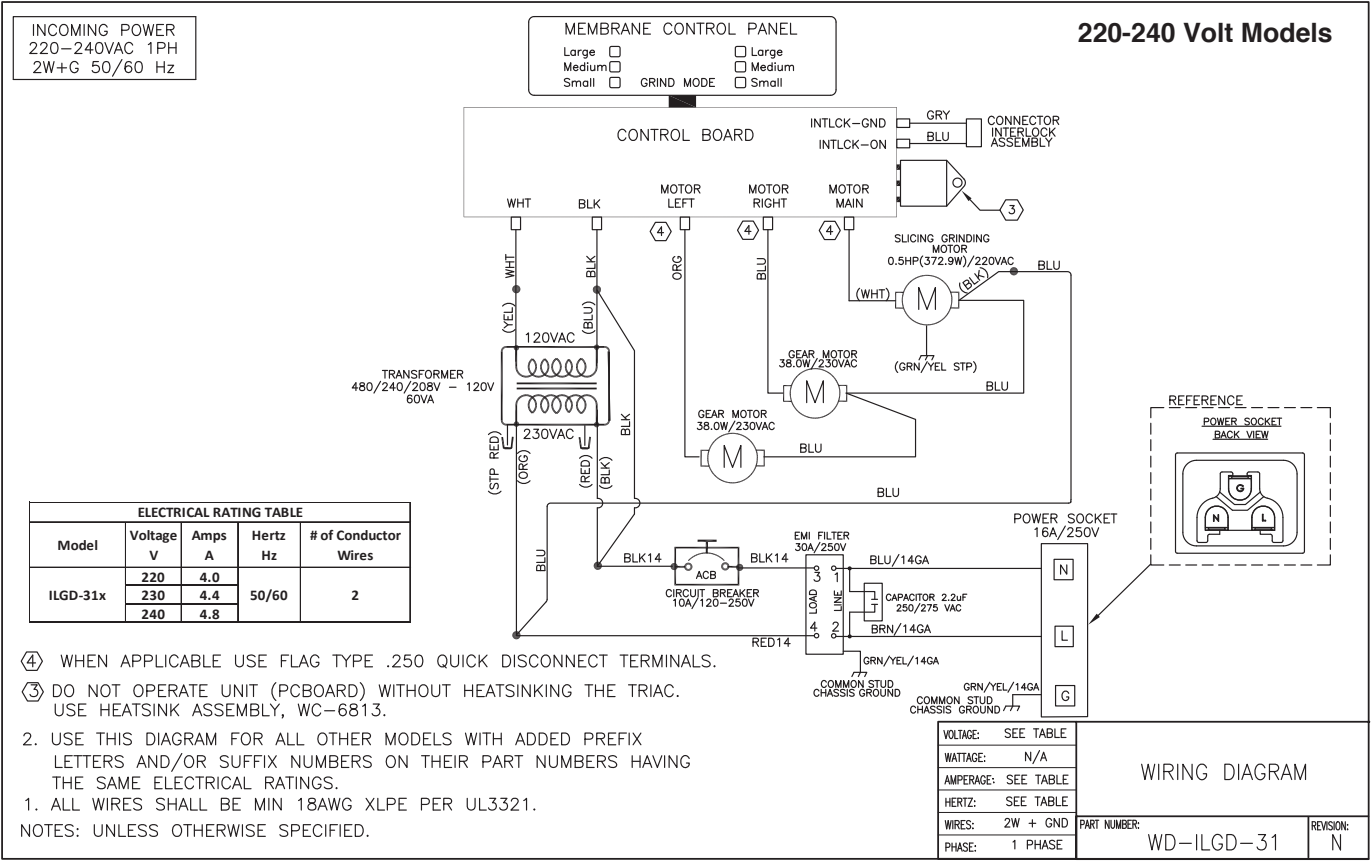 INCOMING POWER
220-240VAC 1PH
2W+G 50/60 Hz
MEMBRANE CONTROL PANEL
Large Large
Medium Medium
Small GRIND MODE Small
220-240 Volt Models
CONTROL BOARD
INTLCK-GND
INTLCK-ON
GRY
BLU
CONNECTOR
INTERLOCK
ASSEMBLY
3
WHT
BLK
MOTOR
LEFT
MOTOR
RIGHT
MOTOR
MAIN
4
4
4
WHT
BLK
ORG
BLU
SLICING GRINDING
MOTOR
0.5HP(372.9W)/220VAC
(WHT)
M
(BLK)
BLU
(GRN/YEL STP)
(YEL)
(BLU)
120VAC
TRANSFORMER
480/240/208V - 120V
60VA
230VAC
(STP RED)
(ORG)
(RED)
(BLK)
BLK
GEAR MOTOR
38.0W/230VAC
M
BLU
GEAR MOTOR
38.0W/230VAC
M
BLU
BLU
BLU
REFERENCE
POWER SOCKET
BACK VIEW
G
N
L
ELECTRICAL RATING TABLE
Model Voltage V Amps A Hertz Hz # of Conductor Wires
ILGD-31x 220 4.0 50/60 2
230 4.4
240 4.8
BLK14
ACB
BLK14
CIRCUIT BREAKER
10A/120-250V
EMI FILTER
30A/250V
3 1
LOAD LINE
4 2
RED14
BLU/14GA
CAPACITOR 2.2uF
250/275 VAC
BRN/14GA
GRN/YEL/14GA
COMMON STUD
CHASSIS GROUND
POWER SOCKET
16A/250V
N
L
G
GRN/YEL/14GA
COMMON STUD
CHASSIS GROUND
4 WHEN APPLICABLE USE FLAG TYPE .250 QUICK DISCONNECT TERMINALS.
3 DO NOT OPERATE UNIT (PCBOARD) WITHOUT HEATSINKING THE TRIAC.
USE HEATSINK ASSEMBLY, WC-6813.
2. USE THIS DIAGRAM FOR ALL OTHER MODELS WITH ADDED PREFIX
LETTERS AND/OR SUFFIX NUMBERS ON THEIR PART NUMBERS HAVING
THE SAME ELECTRICAL RATINGS.
1. ALL WIRES SHALL BE MIN 18AWG XLPE PER UL3321.
NOTES: UNLESS OTHERWISE SPECIFIED.
VOLTAGE: SEE TABLE
WATTAGE: N/A
AMPERAGE: SEE TABLE
HERTZ: SEE TABLE
WIRES: 2W + GND
PHASE: 1 PHASE
WIRING DIAGRAM
PART NUMBER:
WD-ILGD-31
REVISION:
N